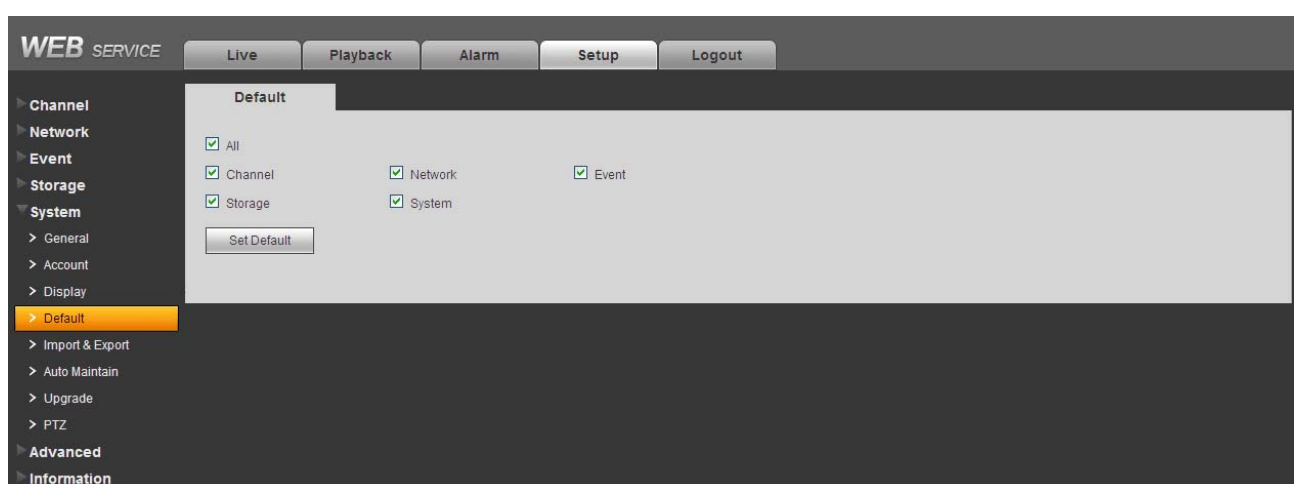 WEB SERVICE
Live Playback Alarm Setup Logout
Channel
Network
Event
Storage
System
> General
> Account
> Display
> Default
> Import & Export
> Auto Maintain
> Upgrade
> PTZ
Advanced
Information
Default
All
Channel Network Event
Storage System
Set Default